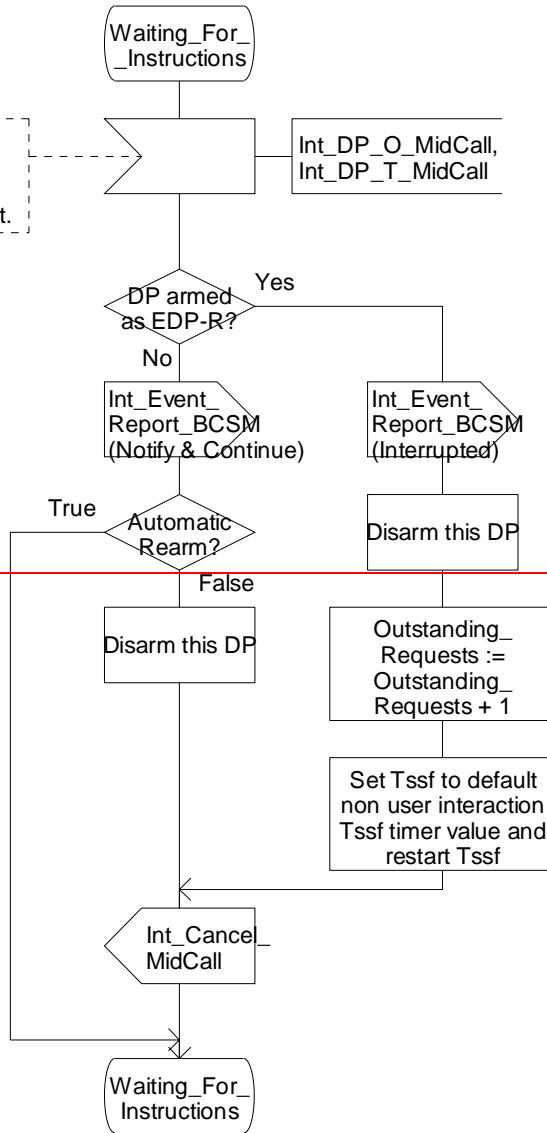 Waiting_For_
_Instructions
Int_DP_O_MidCall,
Int_DP_T_MidCall
t.
DP armed
as EDP-R?
Yes
No
Int_Event_
Report_BCSM
(Notify & Continue)
Int_Event_
Report_BCSM
(Interrupted)
True
Automatic
Rearm?
Disarm this DP
False
Disarm this DP
Outstanding_
Requests :=
Outstanding_
Requests + 1
Set Tssf to default
non user interaction
Tssf timer value and
restart Tssf
Int_Cancel_
MidCall
Waiting_For_
Instructions